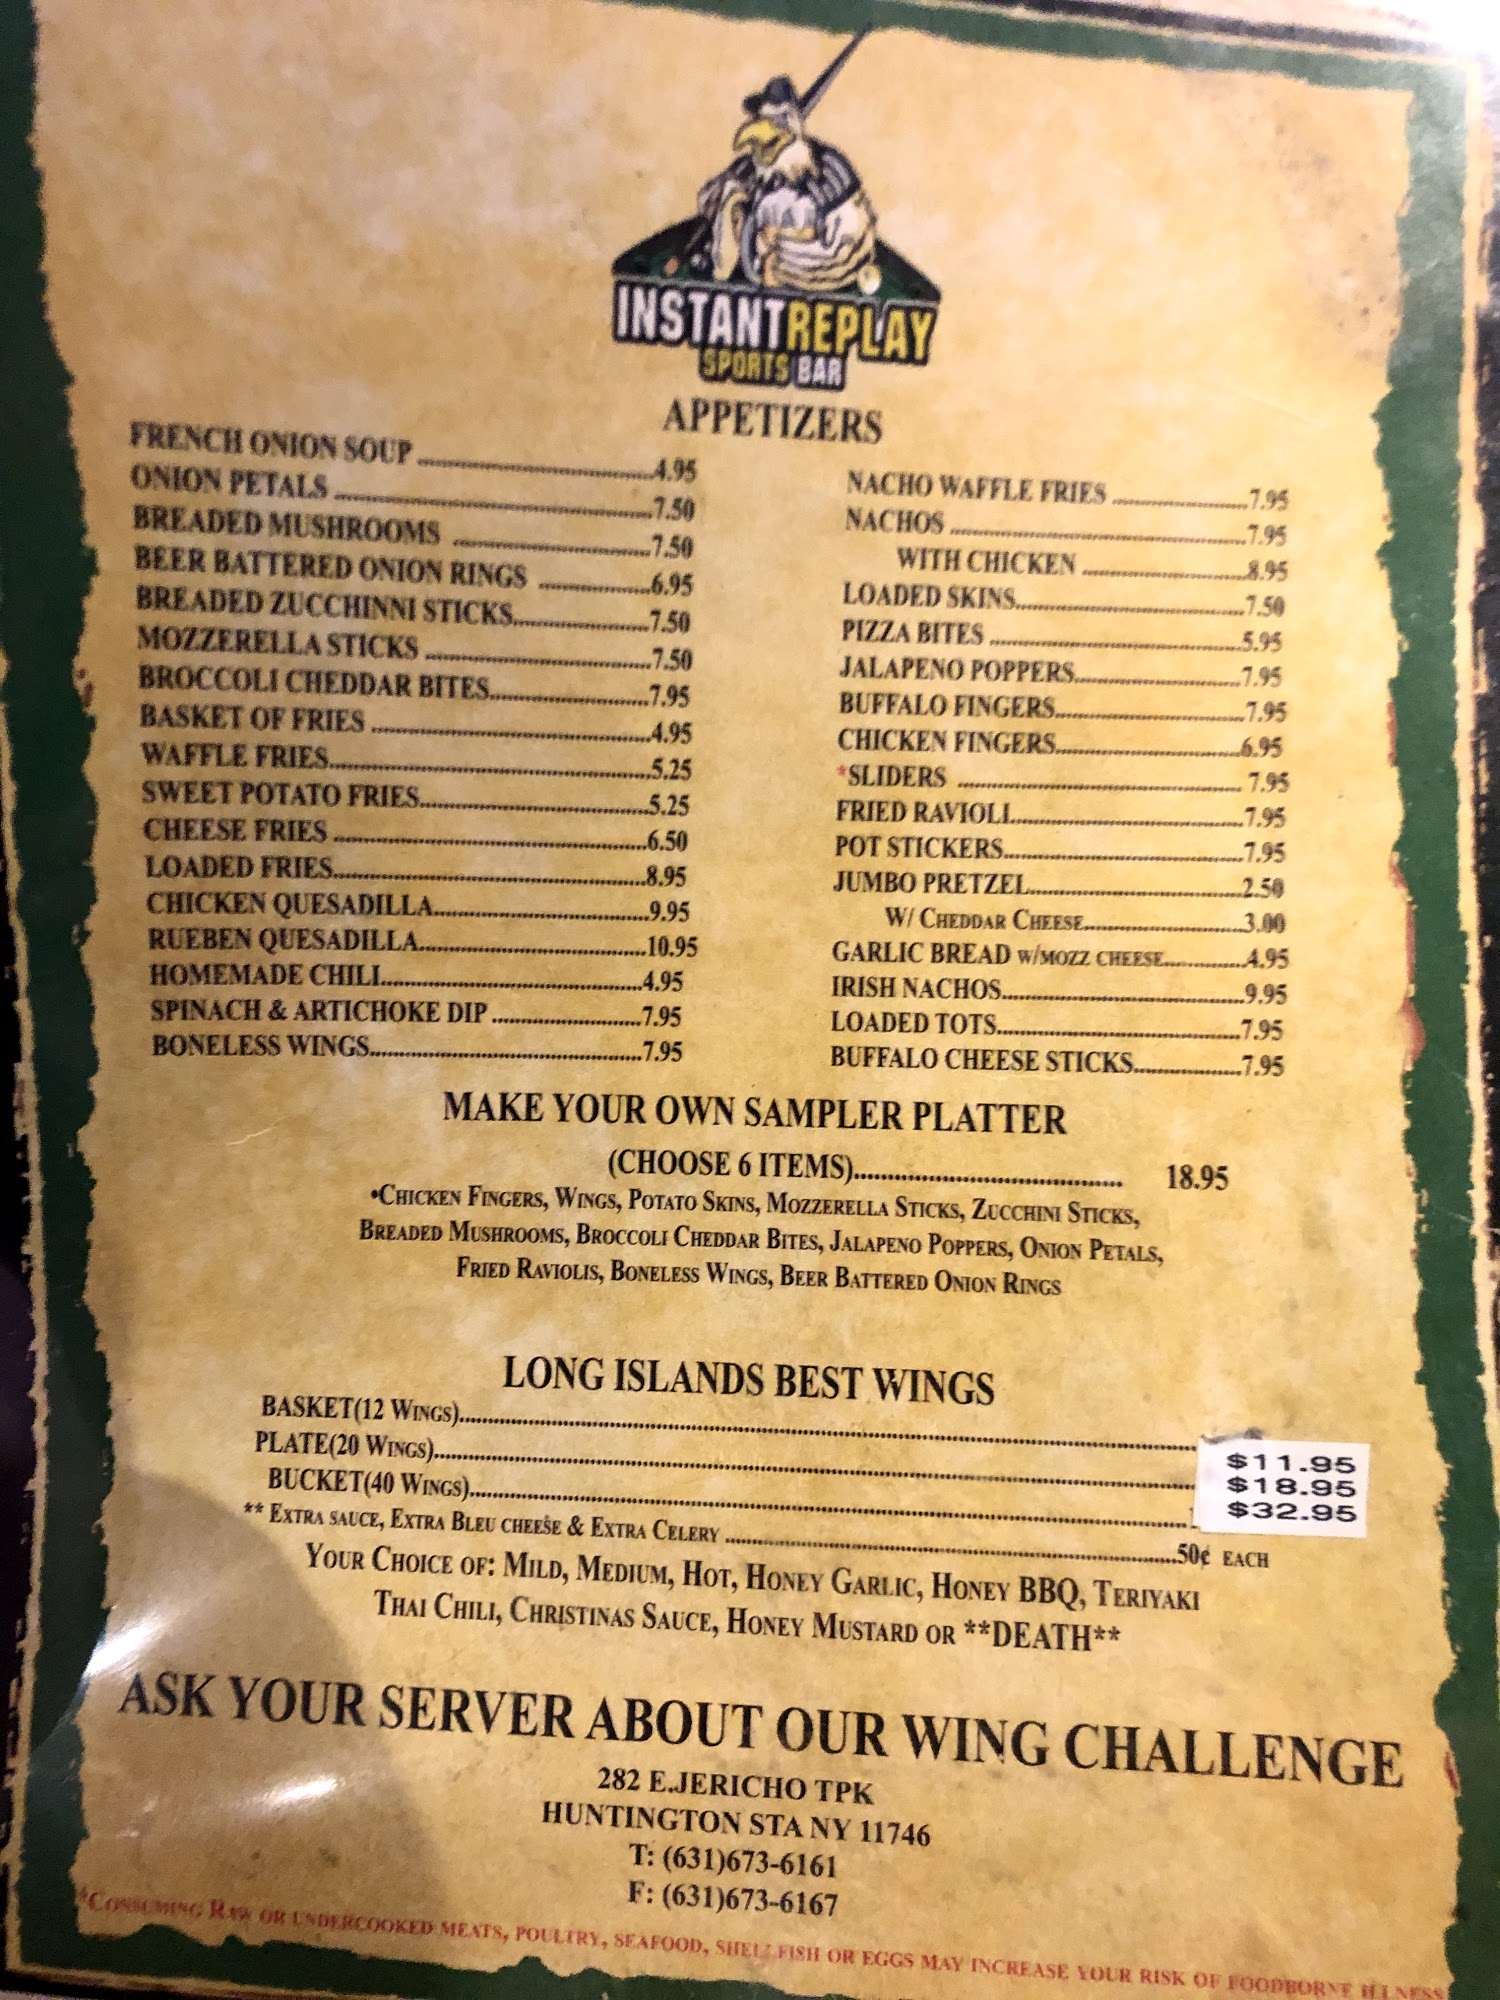 INSTANTREPLAY
SPORTS BAR
APPETIZERS
FRENCH ONION SOUP ....................4.95
ONION PETALS ....................7.50
BREADED MUSHROOMS ....................7.50
BEER BATTERED ONION RINGS ....................6.95
BREADED ZUCCHINNI STICKS....................7.50
MOZZERELLA STICKS ....................7.50
BROCCOLI CHEDDAR BITES....................7.95
BASKET OF FRIES ....................4.95
WAFFLE FRIES....................5.25
SWEET POTATO FRIES....................5.25
CHEESE FRIES ....................6.50
LOADED FRIES....................8.95
CHICKEN QUESADILLA....................9.95
RUEBEN QUESADILLA....................10.95
HOMEMADE CHILI....................4.95
SPINACH & ARTICHOKE DIP ....................7.95
BONELESS WINGS....................7.95
NACHO WAFFLE FRIES ....................7.95
NACHOS ....................7.95
WITH CHICKEN ....................8.95
LOADED SKINS....................7.50
PIZZA BITES ....................5.95
JALAPENO POPPERS....................7.95
BUFFALO FINGERS....................7.95
CHICKEN FINGERS....................6.95
*SLIDERS .................... 7.95
FRIED RAVIOLI....................7.95
POT STICKERS....................7.95
JUMBO PRETZEL....................2.50
W/ CHEDDAR CHEESE....................3.00
GARLIC BREAD W/MOZZ CHEESE....................4.95
IRISH NACHOS....................9.95
LOADED TOTS....................7.95
BUFFALO CHEESE STICKS....................7.95
MAKE YOUR OWN SAMPLER PLATTER
(CHOOSE 6 ITEMS).................... 18.95
•CHICKEN FINGERS, WINGS, POTATO SKINS, MOZZERELLA STICKS, ZUCCHINI STICKS,
BREADED MUSHROOMS, BROCCOLI CHEDDAR BITES, JALAPENO POPPERS, ONION PETALS,
FRIED RAVIOLIS, BONELESS WINGS, BEER BATTERED ONION RINGS
LONG ISLANDS BEST WINGS
BASKET(12 WINGS).................... $11.95
PLATE(20 WINGS).................... $18.95
BUCKET(40 WINGS).................... $32.95
** EXTRA SAUCE, EXTRA BLEU CHEESE & EXTRA CELERY ....................50¢ EACH
YOUR CHOICE OF: MILD, MEDIUM, HOT, HONEY GARLIC, HONEY BBQ, TERIYAKI
THAI CHILI, CHRISTINAS SAUCE, HONEY MUSTARD OR **DEATH**
ASK YOUR SERVER ABOUT OUR WING CHALLENGE
282 E.JERICHO TPK
HUNTINGTON STA NY 11746
T: (631)673-6161
F: (631)673-6167
*CONSUMING RAW OR UNDERCOOKED MEATS, POULTRY, SEAFOOD, SHELLFISH OR EGGS MAY INCREASE YOUR RISK OF FOODBORNE ILLNESS